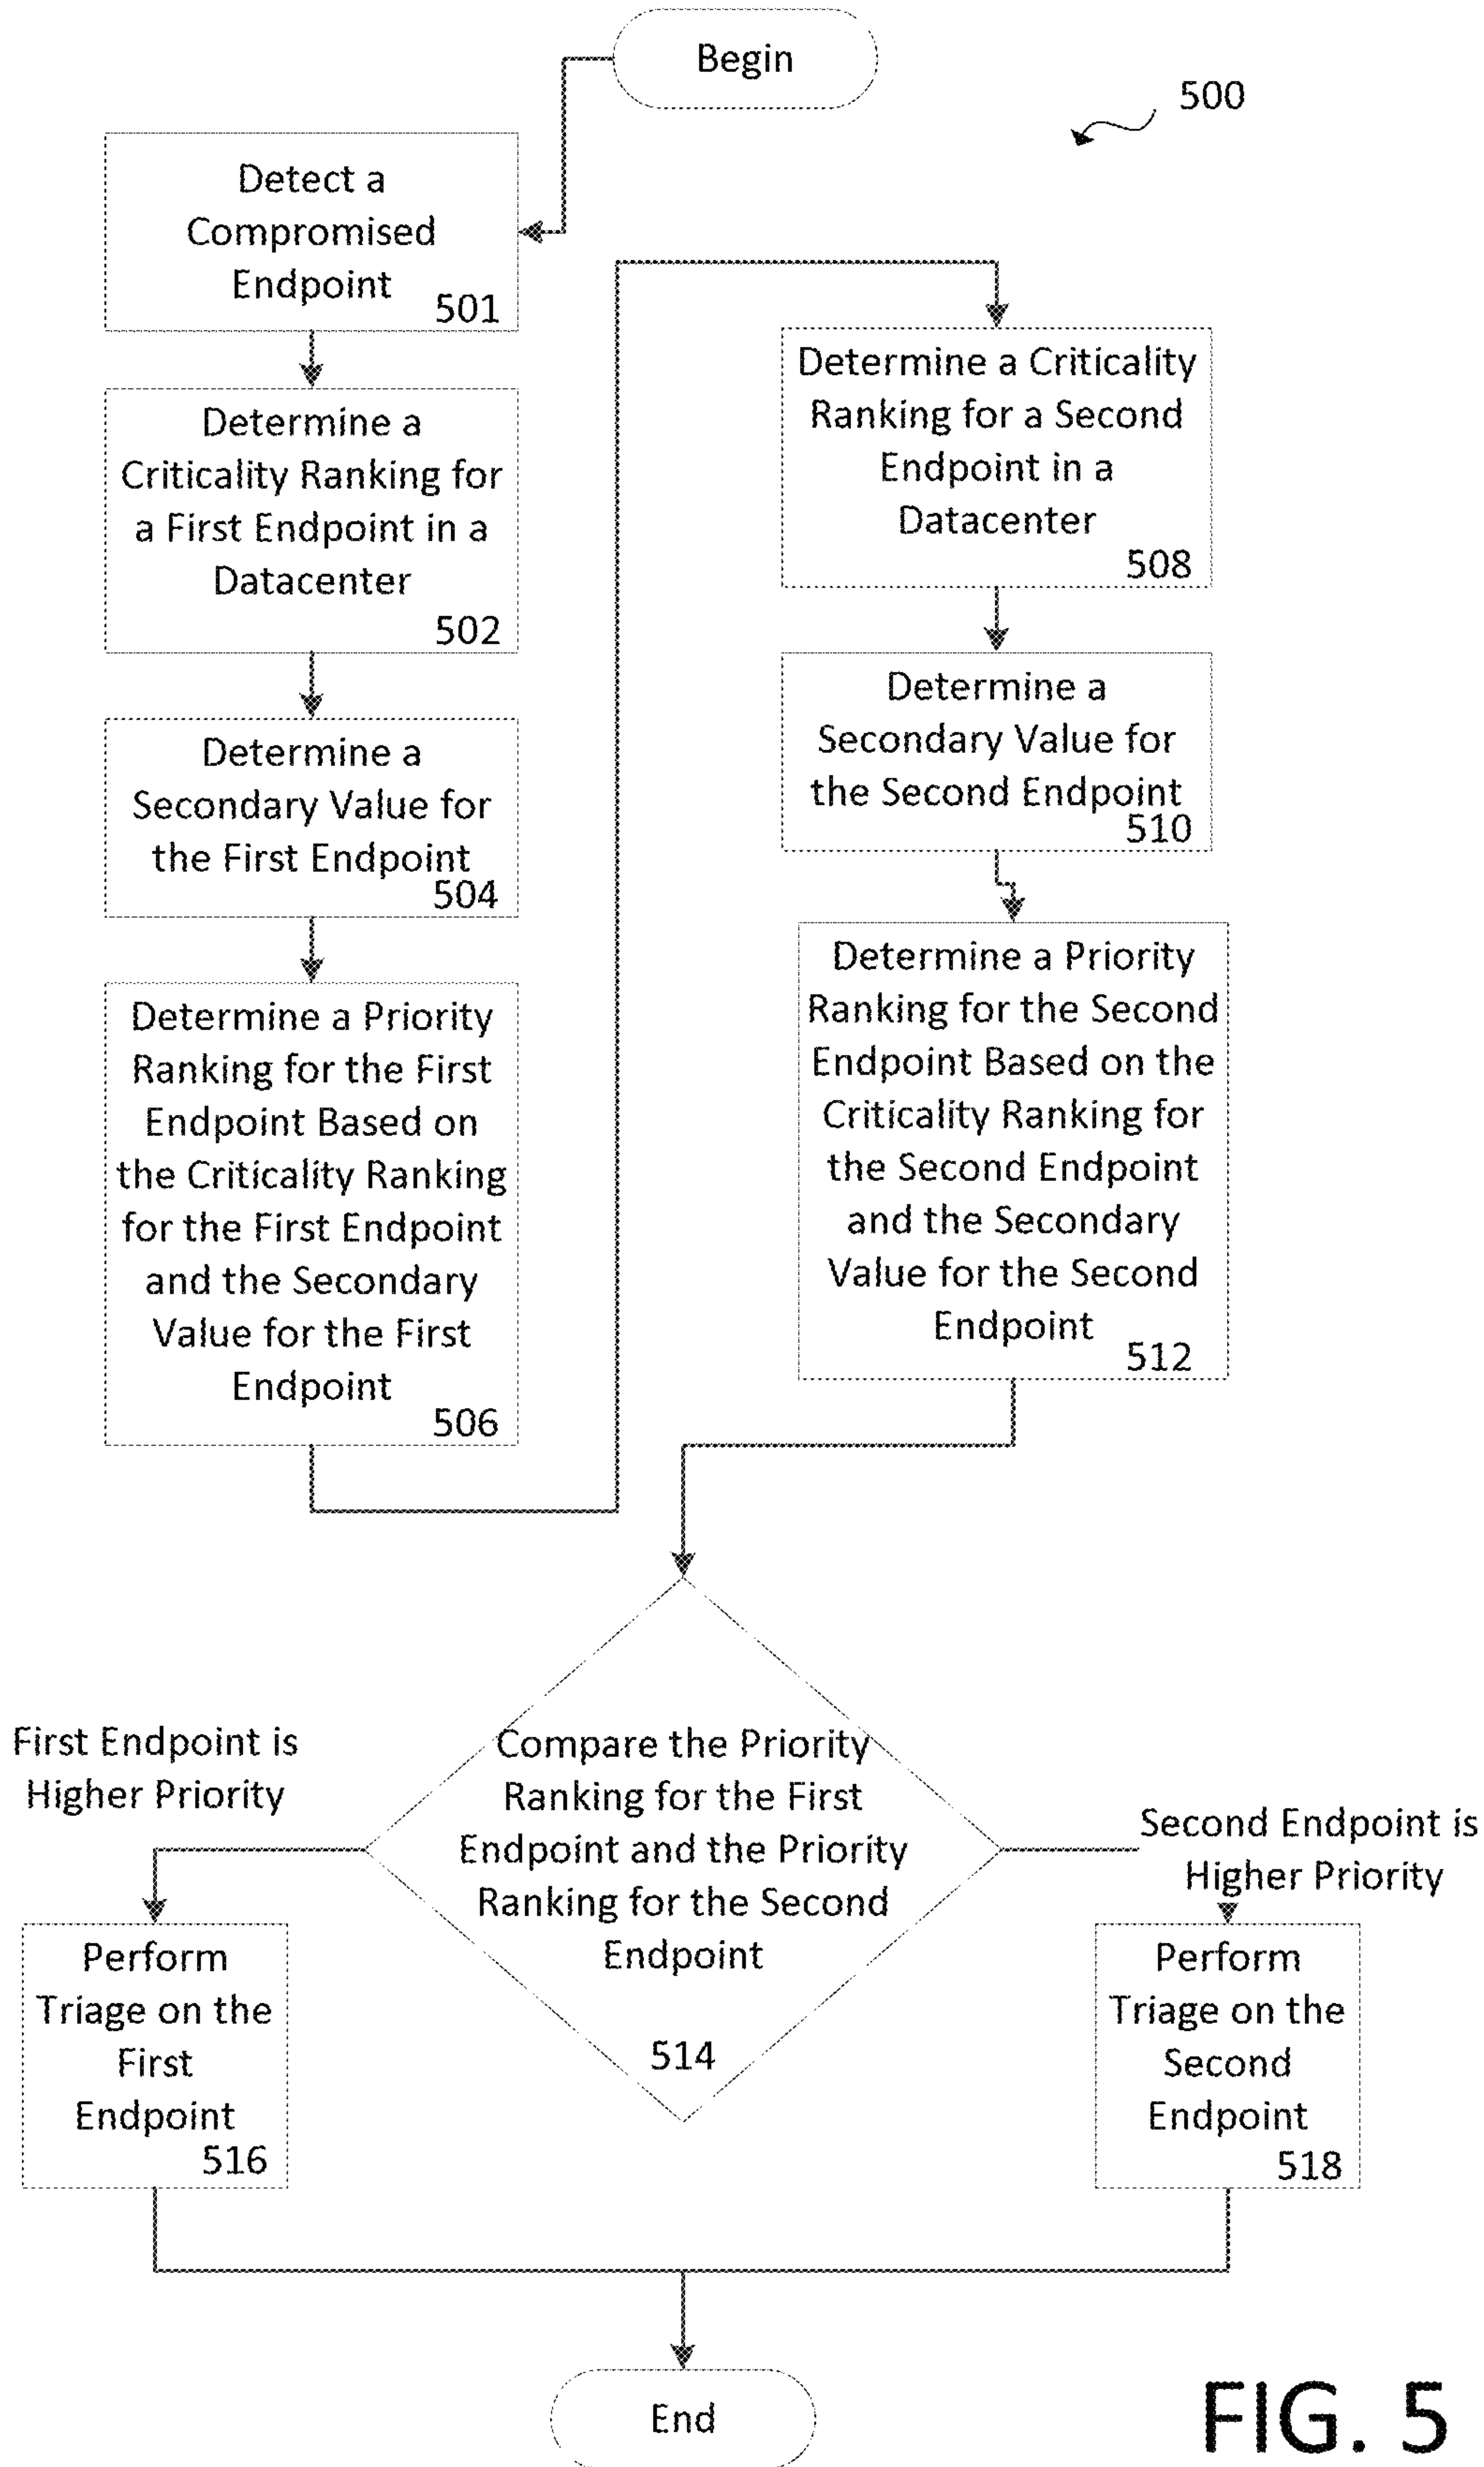 Begin
500
Detect a
Compromised
Endpoint
501
Determine a
Criticality Ranking for
a First Endpoint in a
Datacenter
502
Determine a
Secondary Value for
the First Endpoint
504
Determine a Priority
Ranking for the First
Endpoint Based on
the Criticality Ranking
for the First Endpoint
and the Secondary
Value for the First
Endpoint
506
Determine a Criticality
Ranking for a Second
Endpoint in a
Datacenter
508
Determine a
Secondary Value for
the Second Endpoint
510
Determine a Priority
Ranking for the Second
Endpoint Based on the
Criticality Ranking for
the Second Endpoint
and the Secondary
Value for the Second
Endpoint
512
Compare the Priority
Ranking for the First
Endpoint and the Priority
Ranking for the Second
Endpoint
514
First Endpoint is
Higher Priority
Second Endpoint is
Higher Priority
Perform
Triage on the
First
Endpoint
516
Perform
Triage on the
Second
Endpoint
518
End
FIG. 5